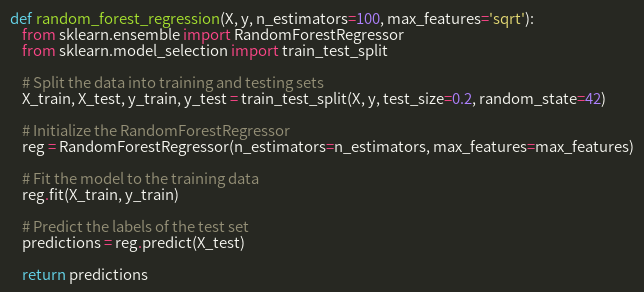 def random_forest_regression(X, y, n_estimators=100, max_features='sqrt'):
from sklearn.ensemble import RandomForestRegressor
from sklearn.model_selection import train_test_split
# Split the data into training and testing sets
X_train, X_test, y_train, y_test = train_test_split(X, y, test_size=0.2, random_state=42)
# Initialize the RandomForestRegressor
reg = RandomForestRegressor(n_estimators=n_estimators, max_features=max_features)
# Fit the model to the training data
reg.fit(X_train, y_train)
# Predict the labels of the test set
predictions = reg.predict(X_test)
return predictions